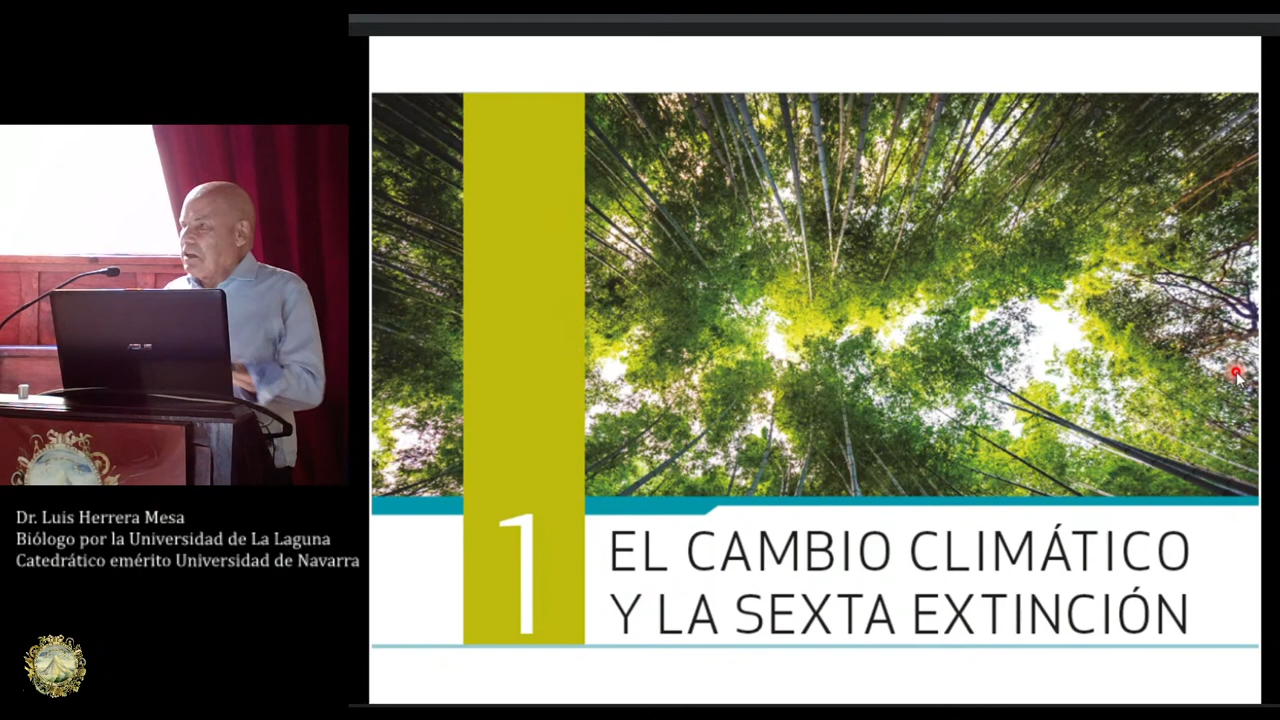 ASUS
Dr. Luis Herrera Mesa
Biólogo por la Universidad de La Laguna
Catedrático emérito Universidad de Navarra
1
EL CAMBIO CLIMÁTICO
Y LA SEXTA EXTINCIÓN